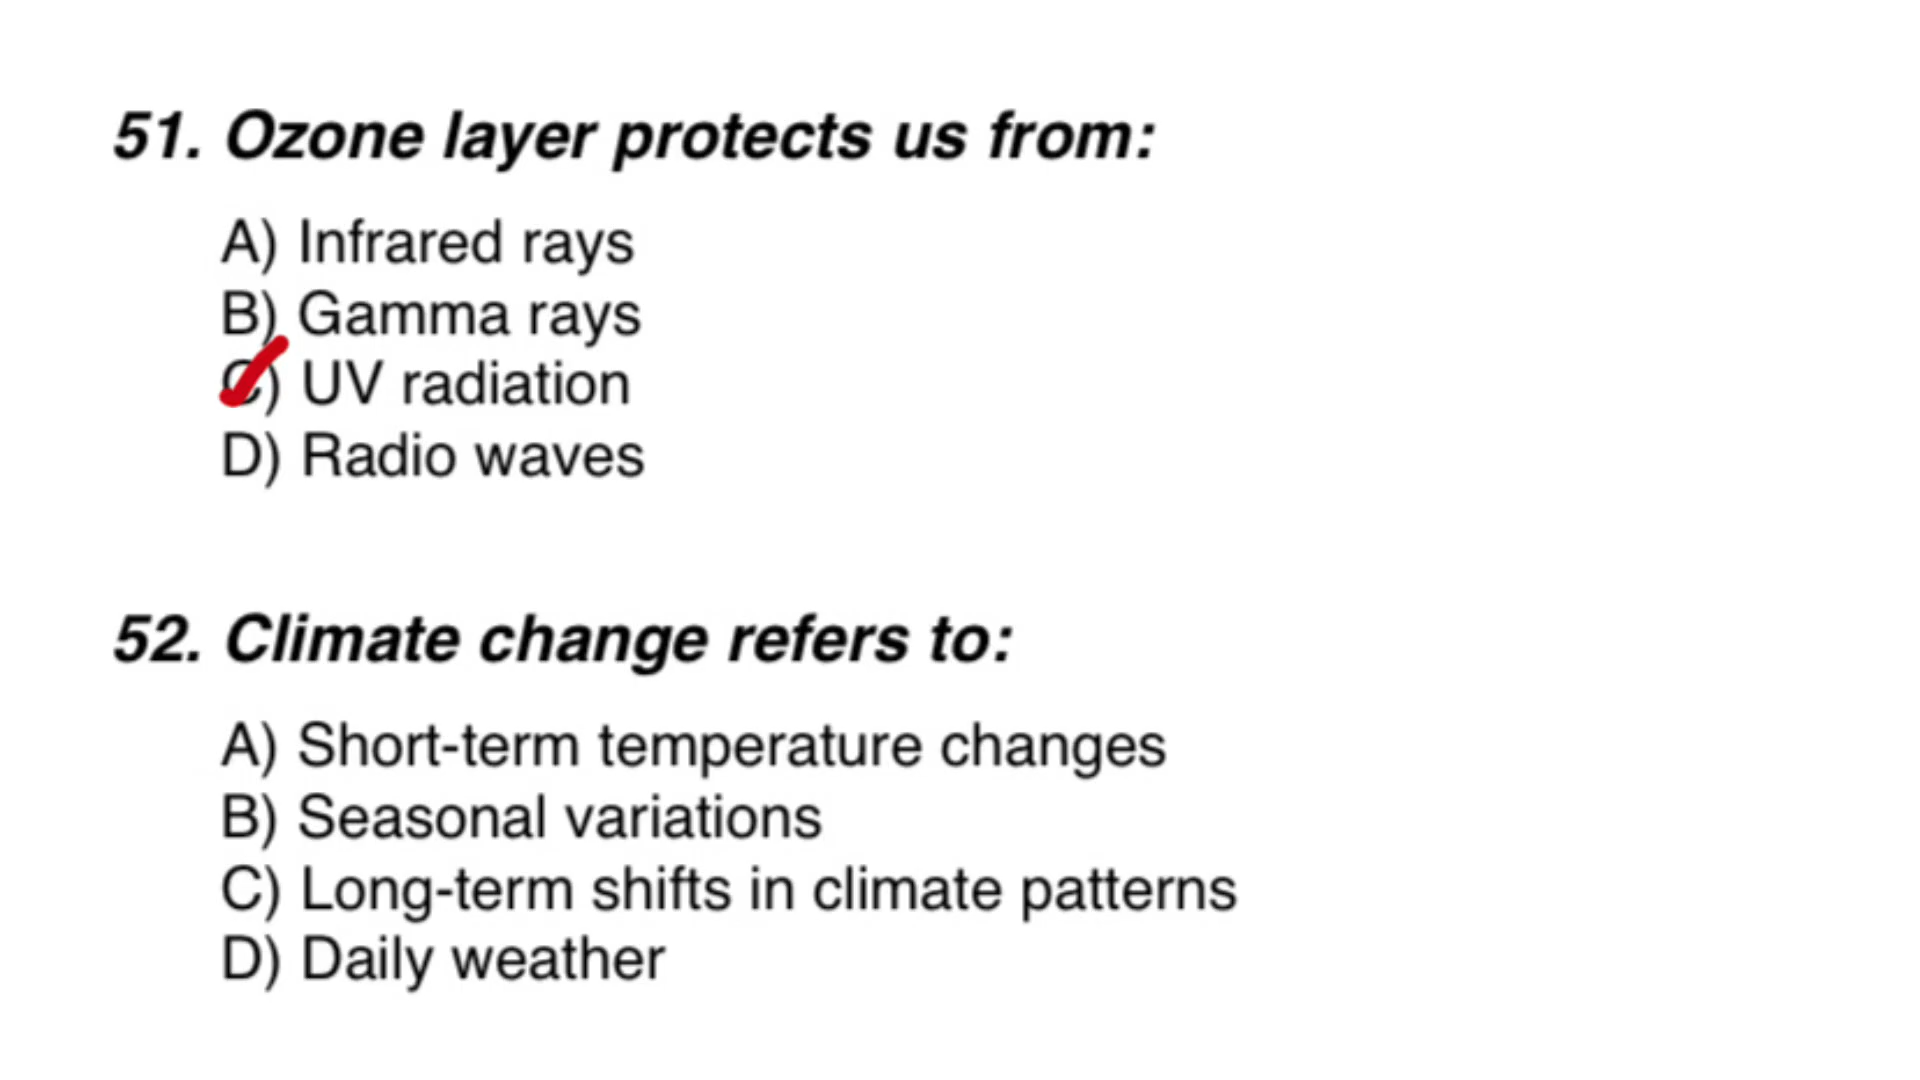 51. Ozone layer protects us from:
A) Infrared rays
B) Gamma rays
C) UV radiation
D) Radio waves
52. Climate change refers to:
A) Short-term temperature changes
B) Seasonal variations
C) Long-term shifts in climate patterns
D) Daily weather